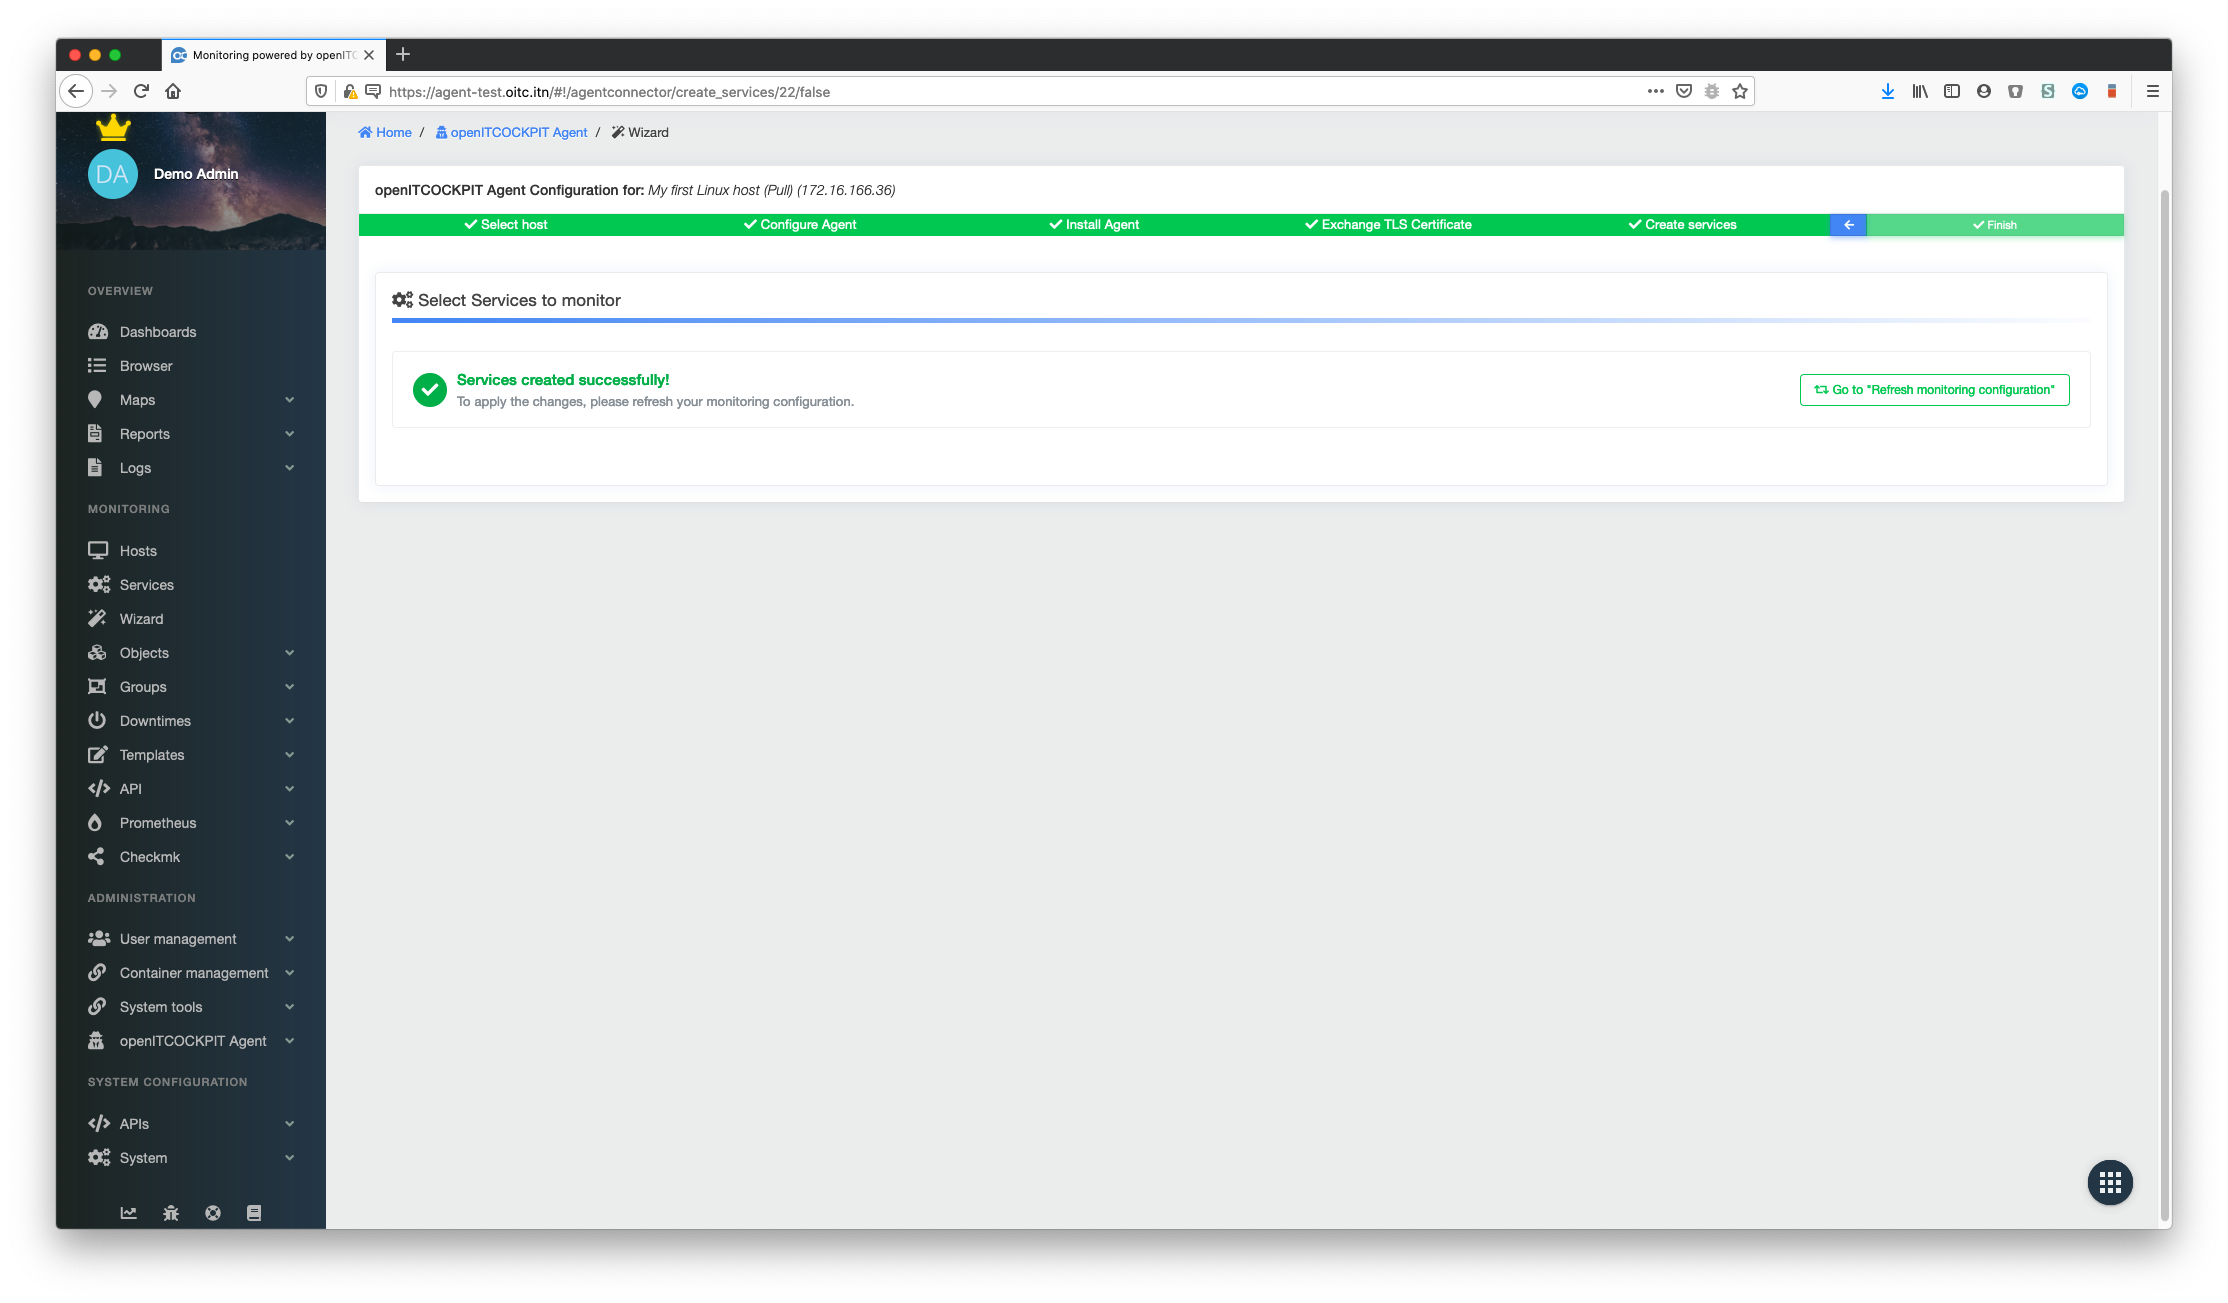 Monitoring powered by openITC
https://agent-test.oitc.itn/#!/agentconnector/create_services/22/false
DA
Demo Admin
OVERVIEW
Dashboards
Browser
Maps
Reports
Logs
MONITORING
Hosts
Services
Wizard
Objects
Groups
Downtimes
Templates
API
Prometheus
Checkmk
ADMINISTRATION
User management
Container management
System tools
openITCOCKPIT Agent
SYSTEM CONFIGURATION
APIs
System
Home / openITCOCKPIT Agent / Wizard
openITCOCKPIT Agent Configuration for: My first Linux host (Pull) (172.16.166.36)
Select host Configure Agent Install Agent Exchange TLS Certificate Create services Finish
Select Services to monitor
Services created successfully!
To apply the changes, please refresh your monitoring configuration.
Go to "Refresh monitoring configuration"